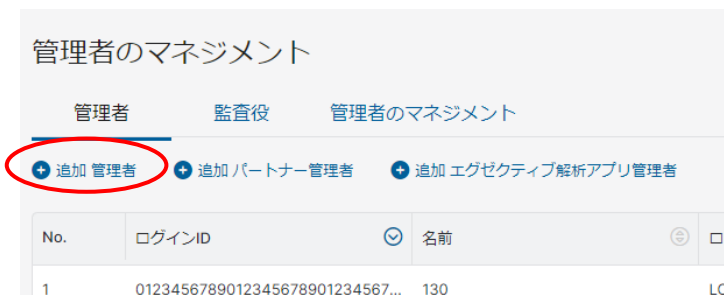 管理者のマネジメント
管理者 監査役 管理者のマネジメント
追加 管理者 追加 パートナー管理者 追加 エグゼクティブ解析アプリ管理者
No. ログインID 名前 ロ
1 0123456789012345678901234567... 130 LO